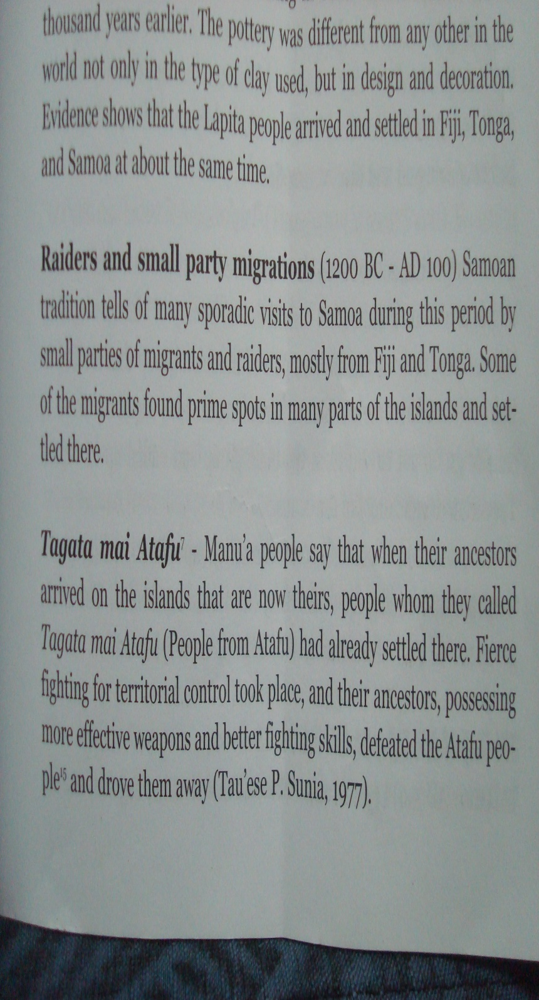 thousand years earlier. The pottery was different from any other in the
world not only in the type of clay used, but in design and decoration.
Evidence shows that the Lapita people arrived and settled in Fiji, Tonga,
and Samoa at about the same time.
Raiders and small party migrations (1200 BC - AD 100) Samoan
tradition tells of many sporadic visits to Samoa during this period by
small parties of migrants and raiders, mostly from Fiji and Tonga. Some
of the migrants found prime spots in many parts of the islands and set-
tled there.
Tagata mai Atafu⁷ - Manu'a people say that when their ancestors
arrived on the islands that are now theirs, people whom they called
Tagata mai Atafu (People from Atafu) had already settled there. Fierce
fighting for territorial control took place, and their ancestors, possessing
more effective weapons and better fighting skills, defeated the Atafu peo-
ple¹⁵ and drove them away (Tau'ese P. Sunia, 1977).